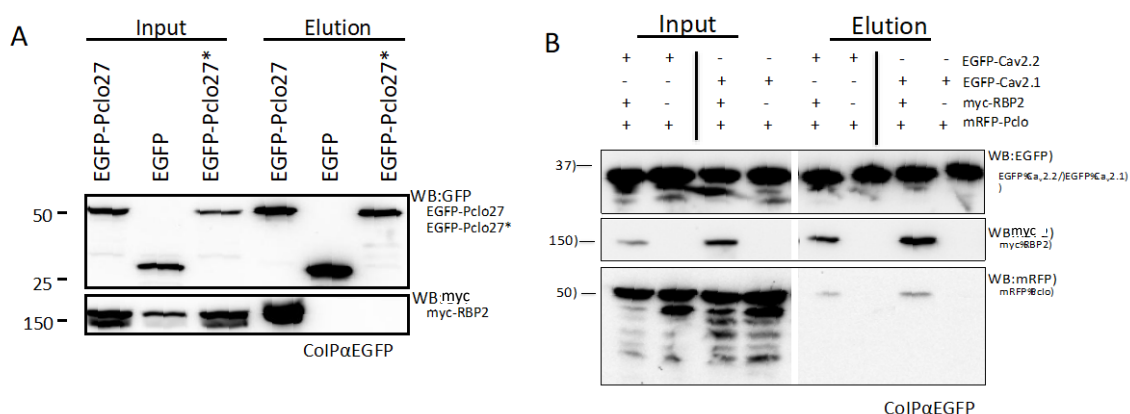 A
Input
Elution
EGFP-Pclo27
EGFP
EGFP-Pclo27*
EGFP-Pclo27
EGFP
EGFP-Pclo27*
50
25
150
WB:GFP
EGFP-Pclo27
EGFP-Pclo27*
WB:myc
myc-RBP2
CoIPαEGFP
B
Input
Elution
+ + - - + + - - EGFP-Cav2.2
- - + + - - + + EGFP-Cav2.1
+ - + - + - + - myc-RBP2
+ + + + + + + + mRFP-Pclo
37)
WB:EGFP)
150)
50)
WB:mRFP)
CoIPαEGFP